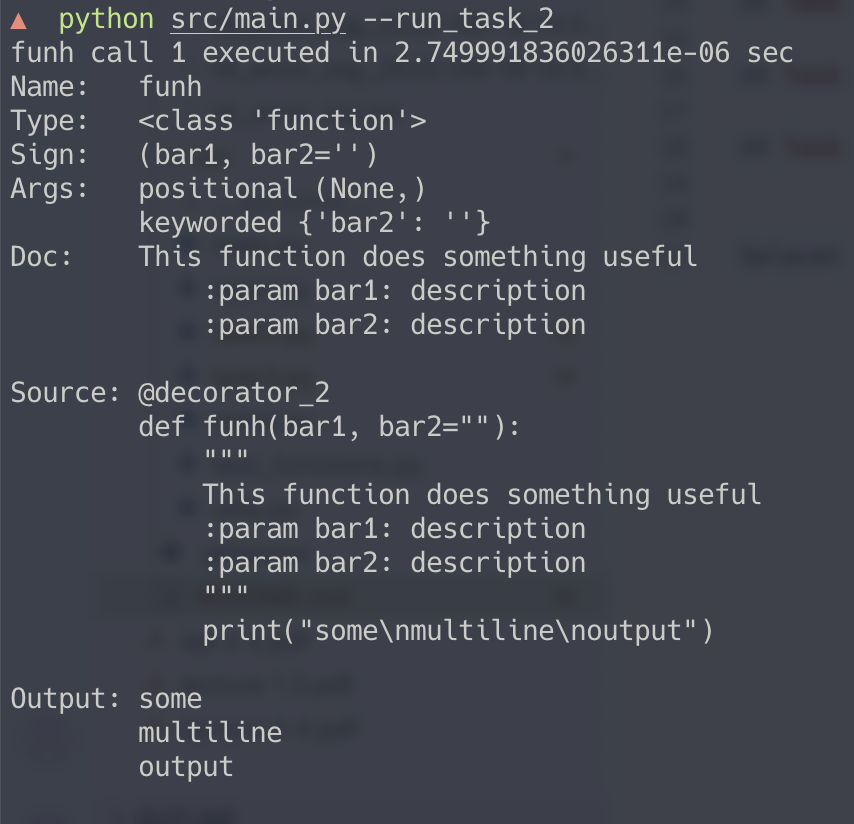 ▲ python src/main.py --run_task_2
funh call 1 executed in 2.749991836026311e-06 sec
Name:   funh
Type:   <class 'function'>
Sign:   (bar1, bar2='')
Args:   positional (None,)
        keyworded {'bar2': ''}
Doc:    This function does something useful
            :param bar1: description
            :param bar2: description

Source: @decorator_2
        def funh(bar1, bar2=""):
            """
            This function does something useful
            :param bar1: description
            :param bar2: description
            """
            print("some\nmultiline\noutput")

Output: some
        multiline
        output